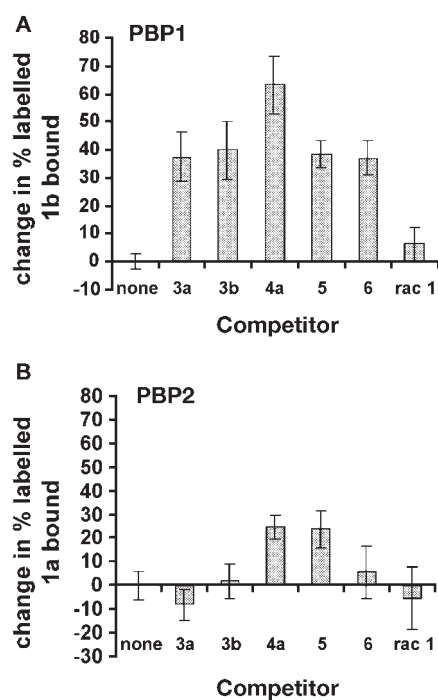 A PBP1
change in % labelled
1b bound
80
70
60
50
40
30
20
10
0
-10
none 3a 3b 4a 5 6 rac 1
Competitor
B PBP2
change in % labelled
1a bound
80
70
60
50
40
30
20
10
0
-10
-20
-30
none 3a 3b 4a 5 6 rac 1
Competitor